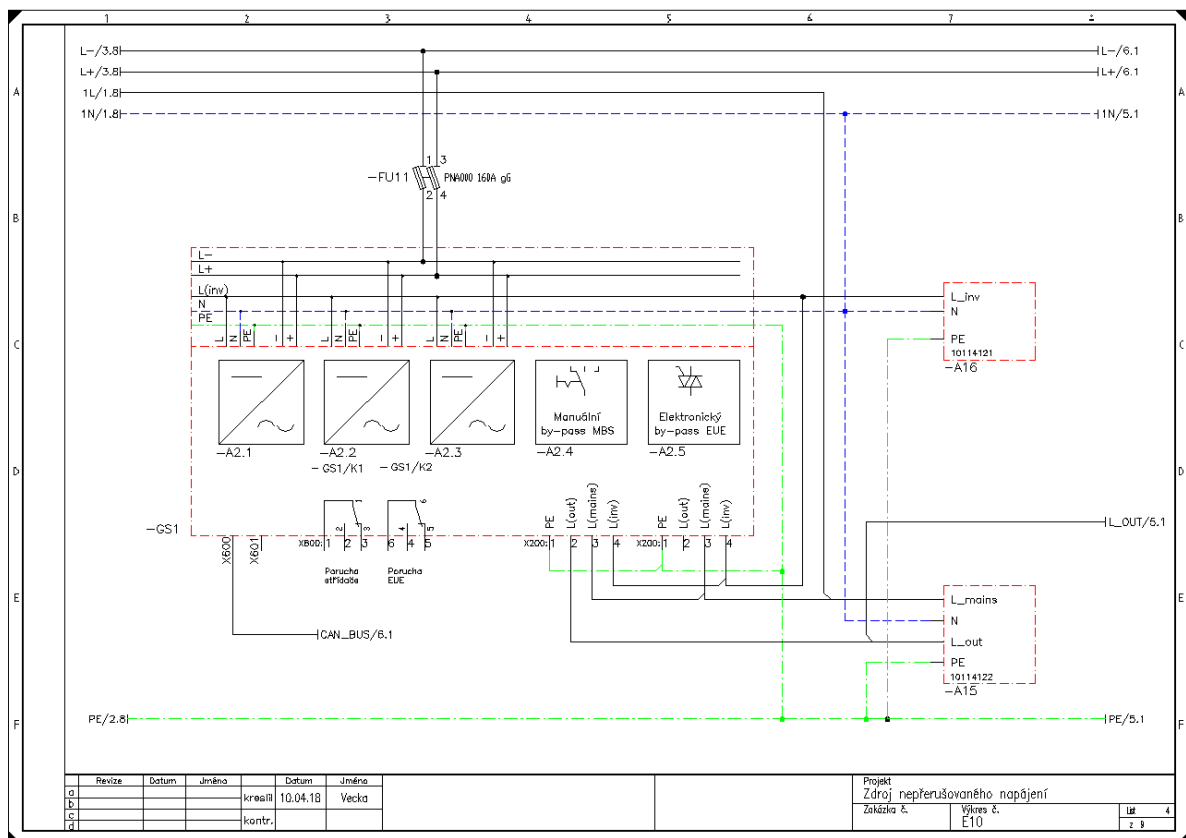 1 2 3 4 5 6 7
L-/3.8 L-/6.1
L+/3.8 L+/6.1
A 1L/1.8 A
1N/1.8 1N/5.1
1 3
-FU11 PNA000 160A gG
2 4
B B
L-
L+
L(inv) L_inv
N N
PE
L N PE - + L N PE - + L N PE - +
C PE C
10114121
-A16
Manuální Elektronický
by-pass MBS by-pass EUE
-A2.1 -A2.2 -A2.3 -A2.4 -A2.5
D - GS1/K1 - GS1/K2 D
PE L(out) L(mains) L(inv) PE L(out) L(mains) L(inv)
1 2 3 6 4 5
-GS1 L_OUT/5.1
X600 X601 X800: 1 2 3 6 4 5 X200: 1 2 3 4 X200: 1 2 3 4
Porucha Porucha
střídače EUE
E L_mains E
N
CAN_BUS/6.1
L_out
PE
10114122
-A15
PE/2.8 PE/5.1
F F
Revize Datum Jméno Datum Jméno
a kreslil 10.04.18 Vecka
b
c kontr.
d
Projekt
Zdroj nepřerušovaného napájení
Zakázka č. Výkres č. List 4
E10 z 9